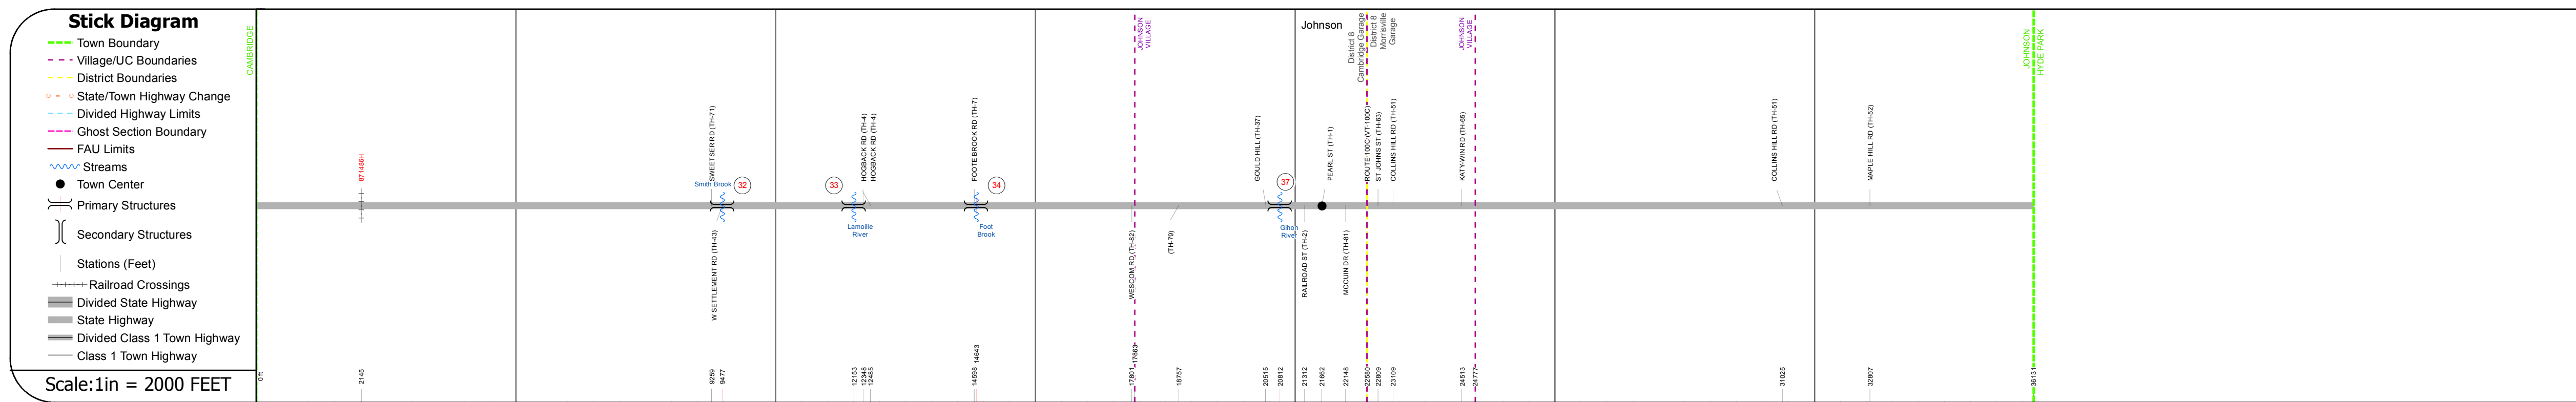 Stick Diagram
Town Boundary
Village/UC Boundaries
District Boundaries
State/Town Highway Change
Divided Highway Limits
Ghost Section Boundary
FAU Limits
Streams
Town Center
Primary Structures
Secondary Structures
Stations (Feet)
Railroad Crossings
Divided State Highway
State Highway
Divided Class 1 Town Highway
Class 1 Town Highway
Scale:1in = 2000 FEET
CAMBRIDGE
JOHNSON
VILLAGE
Johnson
District 8
Cambridge Garage
District 8
Morrisville
Garage
JOHNSON
VILLAGE
JOHNSON
HYDE PARK
871486H
SWEETSER RD (TH-71)
HOGBACK RD (TH-4)
HOGBACK RD (TH-4)
FOOTE BROOK RD (TH-7)
GOULD HILL (TH-37)
PEARL ST (TH-1)
ROUTE 100C (VT-100C)
ST JOHNS ST (TH-63)
COLLINS HILL RD (TH-51)
KATY-WIN RD (TH-65)
COLLINS HILL RD (TH-51)
MAPLE HILL RD (TH-52)
Smith Brook
32
33
34
37
Lamoille
River
Foot
Brook
Gihon
River
W SETTLEMENT RD (TH-43)
WESCOM RD (TH-82)
(TH-79)
RAILROAD ST (TH-2)
MCCUIN DR (TH-81)
0 ft
2145
9259
9477
12153
12348
12485
14598
14643
17801
17863
18757
20515
20812
21312
21662
22148
22580
22809
23109
24513
24777
31025
32807
36131